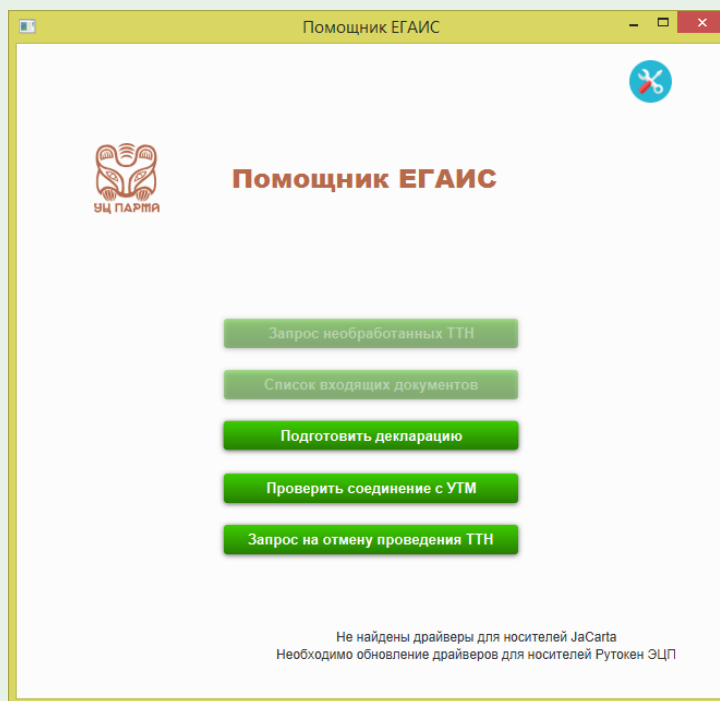 Помощник ЕГАИС
УЦ ПАРМА
Помощник ЕГАИС
Запрос необработанных ТТН
Список входящих документов
Подготовить декларацию
Проверить соединение с УТМ
Запрос на отмену проведения ТТН
Не найдены драйверы для носителей JaCarta
Необходимо обновление драйверов для носителей Рутокен ЭЦП